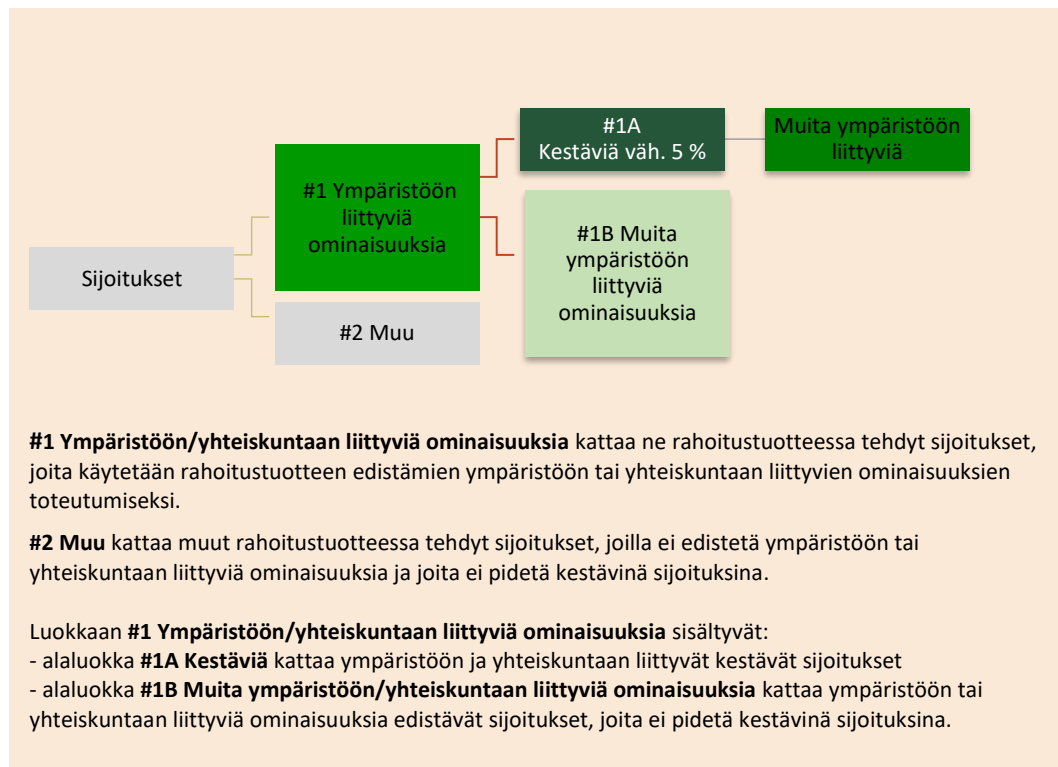 Sijoitukset
#1 Ympäristöön
liittyviä
ominaisuuksia
#2 Muu
#1A
Kestäviä väh. 5 %
#1B Muita
ympäristöön
liittyviä
ominaisuuksia
Muita ympäristöön
liittyviä
#1 Ympäristöön/yhteiskuntaan liittyviä ominaisuuksia kattaa ne rahoitustuotteessa tehdyt sijoitukset,
joita käytetään rahoitustuotteen edistämien ympäristöön tai yhteiskuntaan liittyvien ominaisuuksien
toteutumiseksi.
#2 Muu kattaa muut rahoitustuotteessa tehdyt sijoitukset, joilla ei edistetä ympäristöön tai
yhteiskuntaan liittyviä ominaisuuksia ja joita ei pidetä kestävinä sijoituksina.
Luokkaan #1 Ympäristöön/yhteiskuntaan liittyviä ominaisuuksia sisältyvät:
- alaluokka #1A Kestäviä kattaa ympäristöön ja yhteiskuntaan liittyvät kestävät sijoitukset
- alaluokka #1B Muita ympäristöön/yhteiskuntaan liittyviä ominaisuuksia kattaa ympäristöön tai
yhteiskuntaan liittyviä ominaisuuksia edistävät sijoitukset, joita ei pidetä kestävinä sijoituksina.